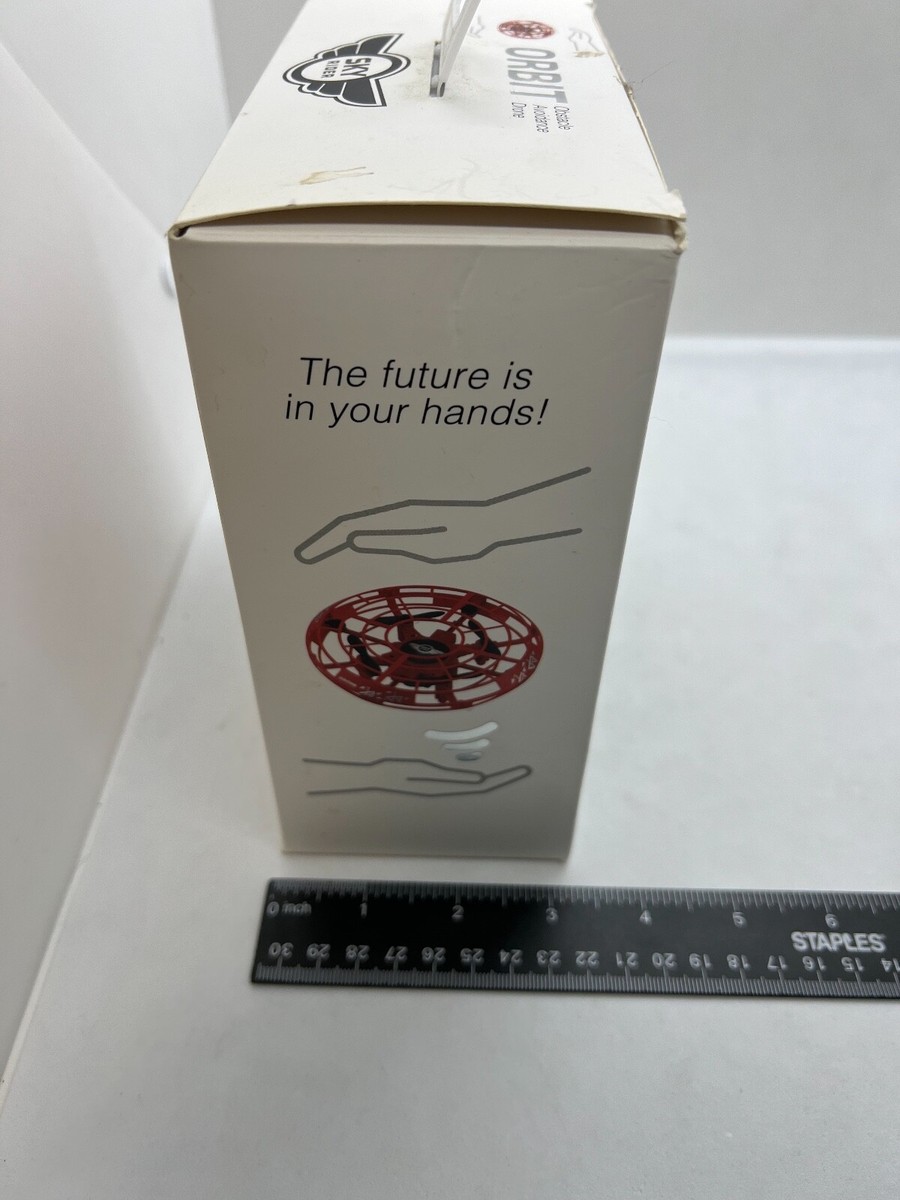 SKY
RIDER
ORBIT
Obstacle
Avoidance
Drone
The future is
in your hands!
0 inch 1 2 3 4 5 6
STAPLES
30 29 28 27 26 25 24 23 22 21 20 19 18 17 16 15 14